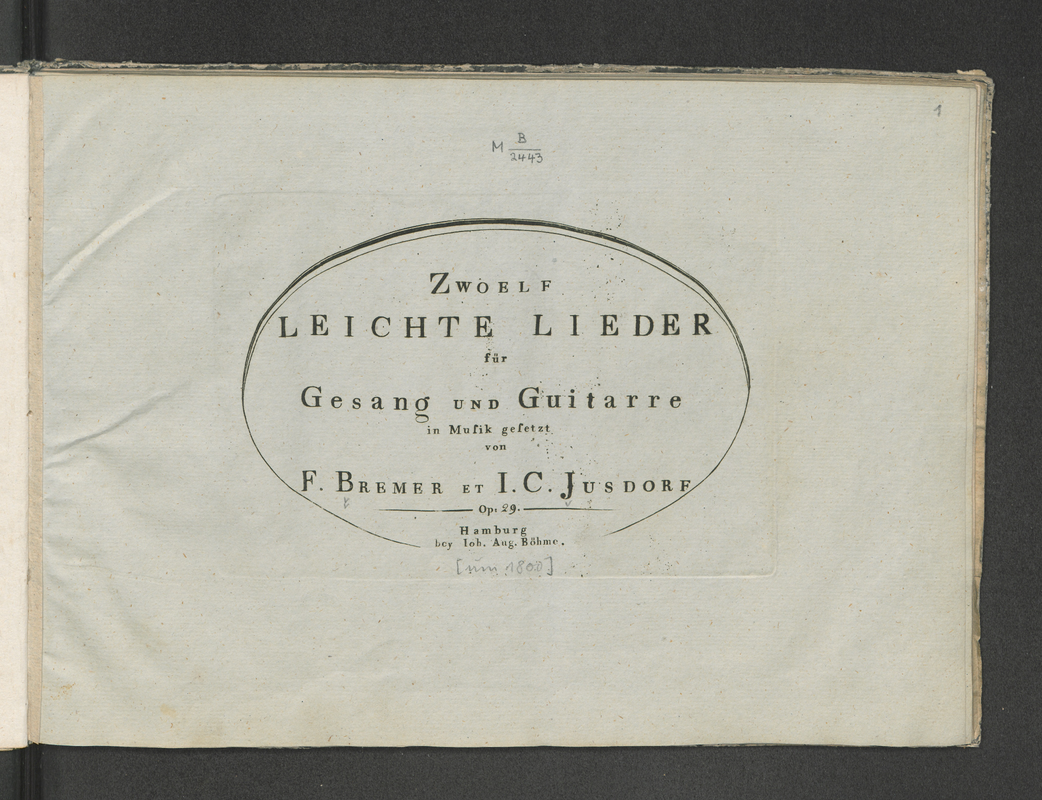 1
M B/2443
ZWOELF
LEICHTE LIEDER
für
Gesang UND Guitarre
in Muſik geſetzt
von
F. BREMER ET I.C. JUSDORF
Op: 29.
Hamburg
bey Ioh. Aug. Böhme.
[um 1800]